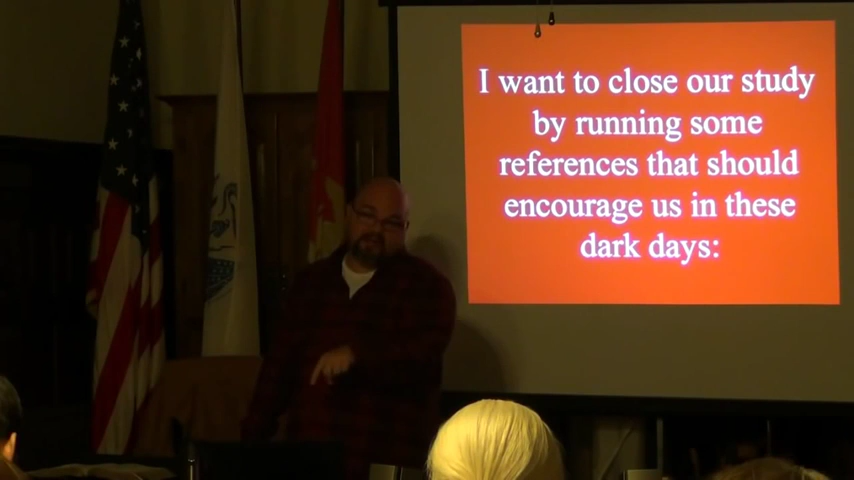 I want to close our study
by running some
references that should
encourage us in these
dark days: